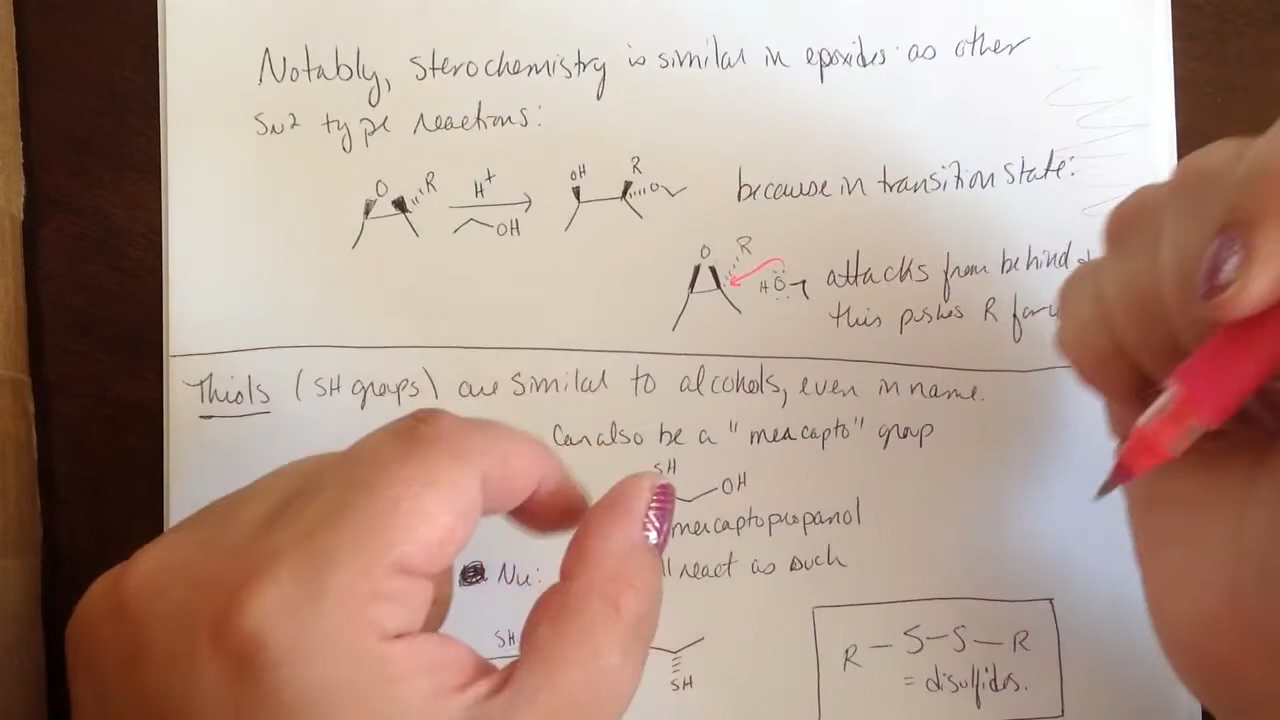 Notably, sterochemistry is similar in epoxides as other
SN2 type reactions:
O R H+ OH OH R O
because in transition state:
O R HO
attacks from behind
this pushes R
Thiols (SH groups) are similar to alcohols, even in name.
Can also be a "mercapto" group
SH OH
mercaptopropanol
Nu: react as such
SH SH
R-S-S-R
= disulfides.